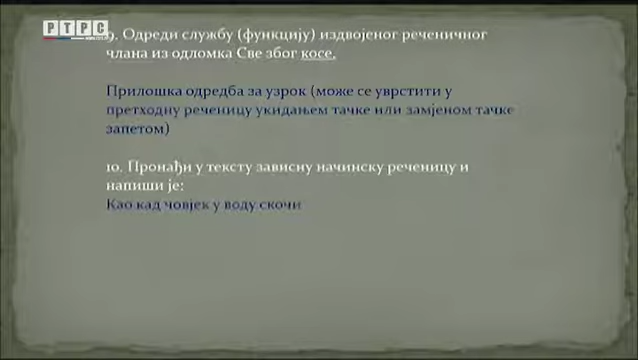 РТРС
9. Одреди службу (функцију) издвојеног реченичног
члана из одломка Све због косе.
Прилошка одредба за узрок (може се уврстити у
претходну реченицу укидањем тачке или замјеном тачке
запетом)
10. Пронађи у тексту зависну начинску реченицу и
напиши је:
Као кад човјек у воду скочи